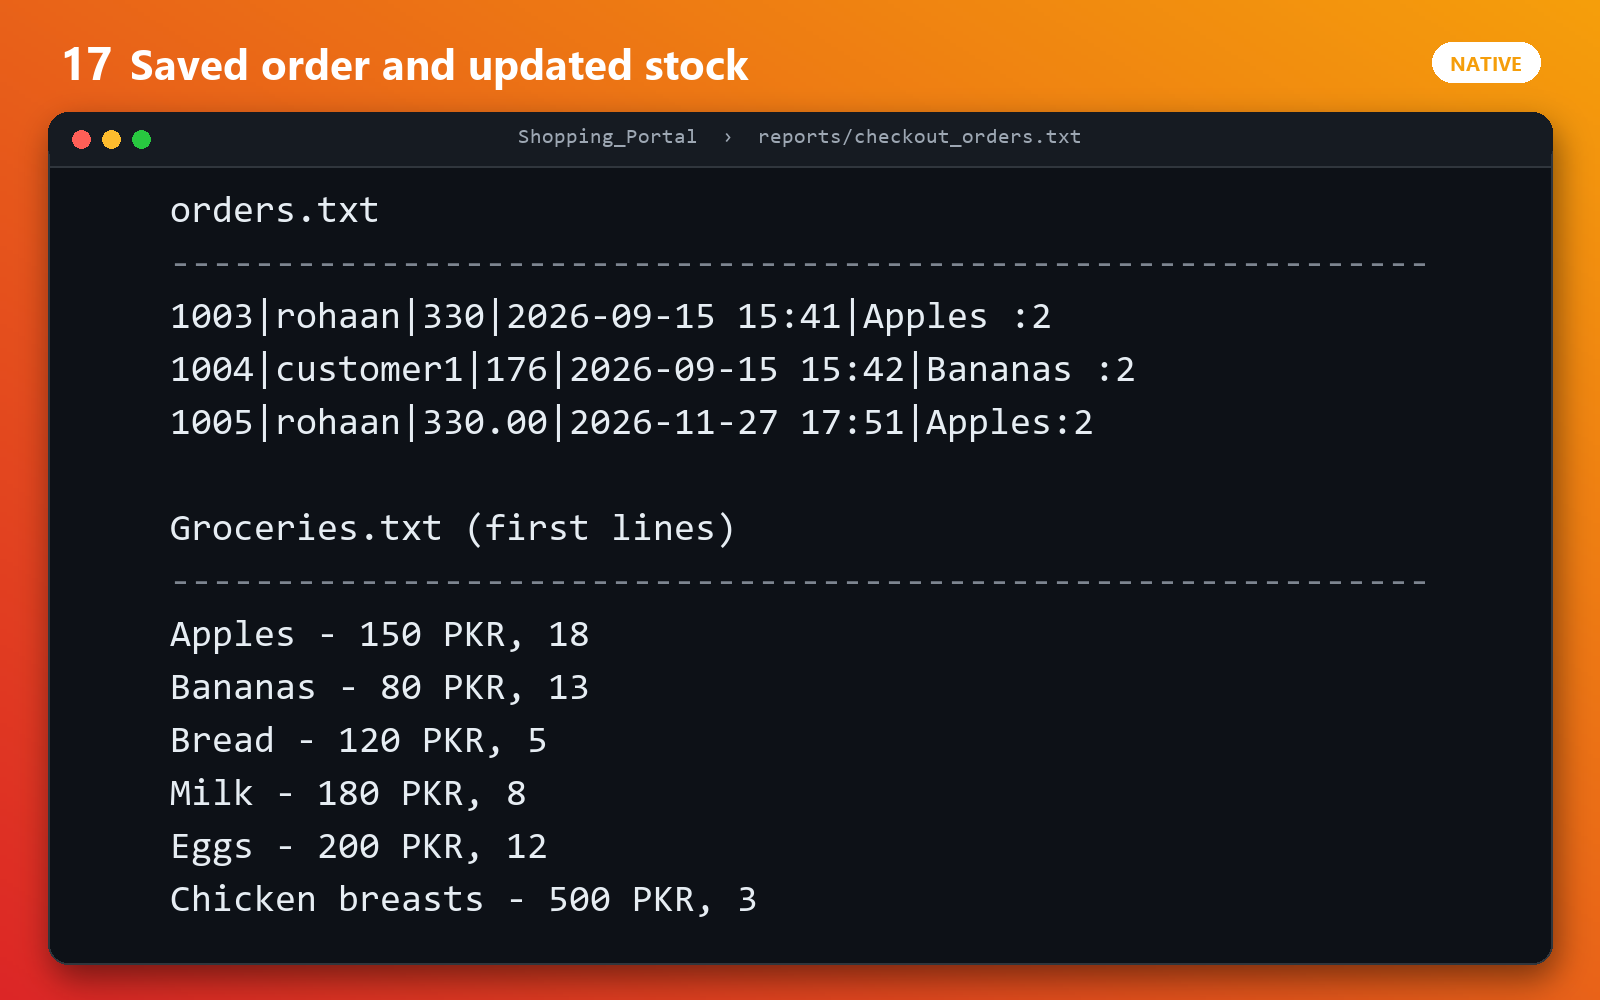 17 Saved order and updated stock
NATIVE
Shopping_Portal › reports/checkout_orders.txt
orders.txt
------------------------------------------------------------
1003|rohaan|330|2026-09-15 15:41|Apples :2
1004|customer1|176|2026-09-15 15:42|Bananas :2
1005|rohaan|330.00|2026-11-27 17:51|Apples:2
Groceries.txt (first lines)
------------------------------------------------------------
Apples - 150 PKR, 18
Bananas - 80 PKR, 13
Bread - 120 PKR, 5
Milk - 180 PKR, 8
Eggs - 200 PKR, 12
Chicken breasts - 500 PKR, 3